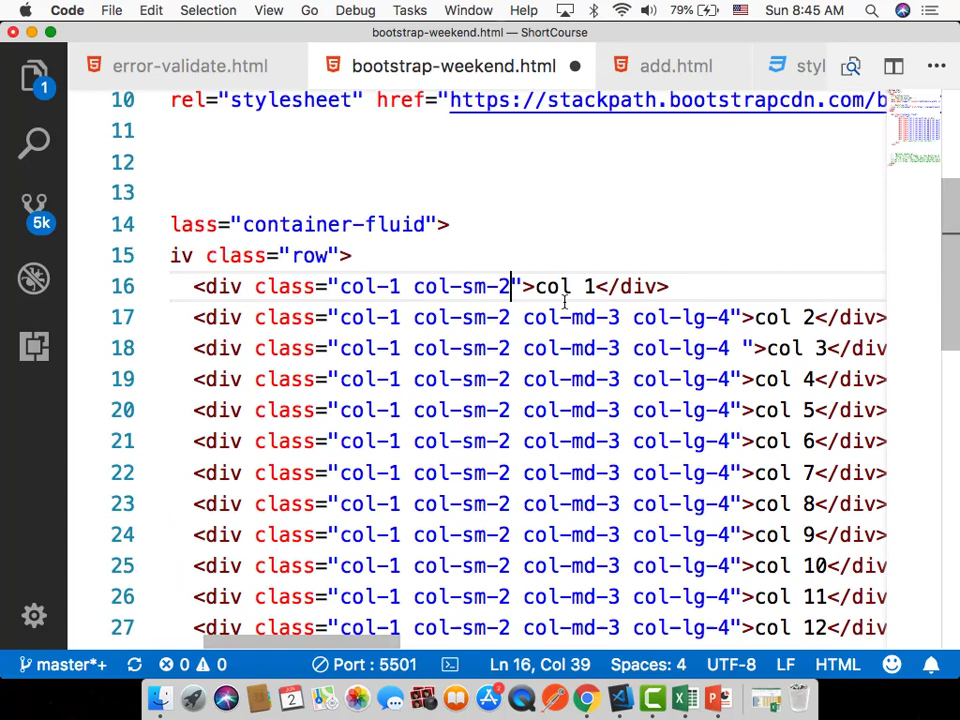 Code File Edit Selection View Go Debug Tasks Window Help 79% Sun 8:45 AM
bootstrap-weekend.html — ShortCourse
error-validate.html bootstrap-weekend.html add.html styl
1
5k
10 rel="stylesheet" href="https://stackpath.bootstrapcdn.com/b
11
12
13
14 lass="container-fluid">
15 iv class="row">
16 <div class="col-1 col-sm-2">col 1</div>
17 <div class="col-1 col-sm-2 col-md-3 col-lg-4">col 2</div>
18 <div class="col-1 col-sm-2 col-md-3 col-lg-4 ">col 3</div
19 <div class="col-1 col-sm-2 col-md-3 col-lg-4">col 4</div>
20 <div class="col-1 col-sm-2 col-md-3 col-lg-4">col 5</div>
21 <div class="col-1 col-sm-2 col-md-3 col-lg-4">col 6</div>
22 <div class="col-1 col-sm-2 col-md-3 col-lg-4">col 7</div>
23 <div class="col-1 col-sm-2 col-md-3 col-lg-4">col 8</div>
24 <div class="col-1 col-sm-2 col-md-3 col-lg-4">col 9</div>
25 <div class="col-1 col-sm-2 col-md-3 col-lg-4">col 10</div
26 <div class="col-1 col-sm-2 col-md-3 col-lg-4">col 11</div
27 <div class="col-1 col-sm-2 col-md-3 col-lg-4">col 12</div
master*+ 0 0 Port : 5501 Ln 16, Col 39 Spaces: 4 UTF-8 LF HTML
2